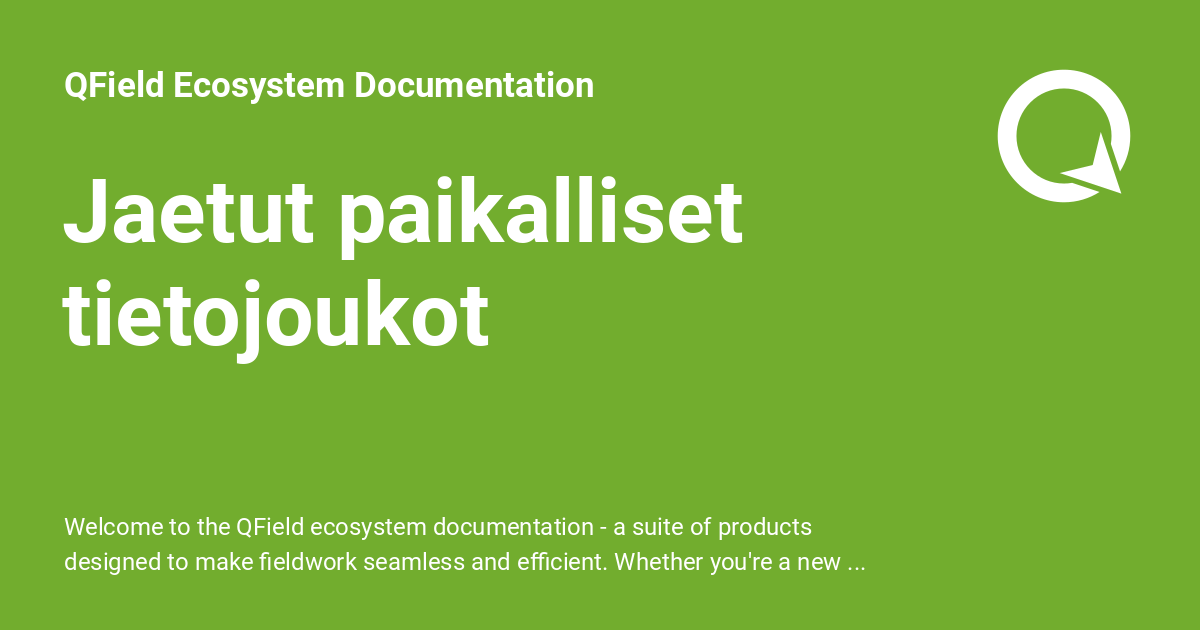 QField Ecosystem Documentation
Jaetut paikalliset
tietojoukot
Welcome to the QField ecosystem documentation - a suite of products
designed to make fieldwork seamless and efficient. Whether you're a new ...